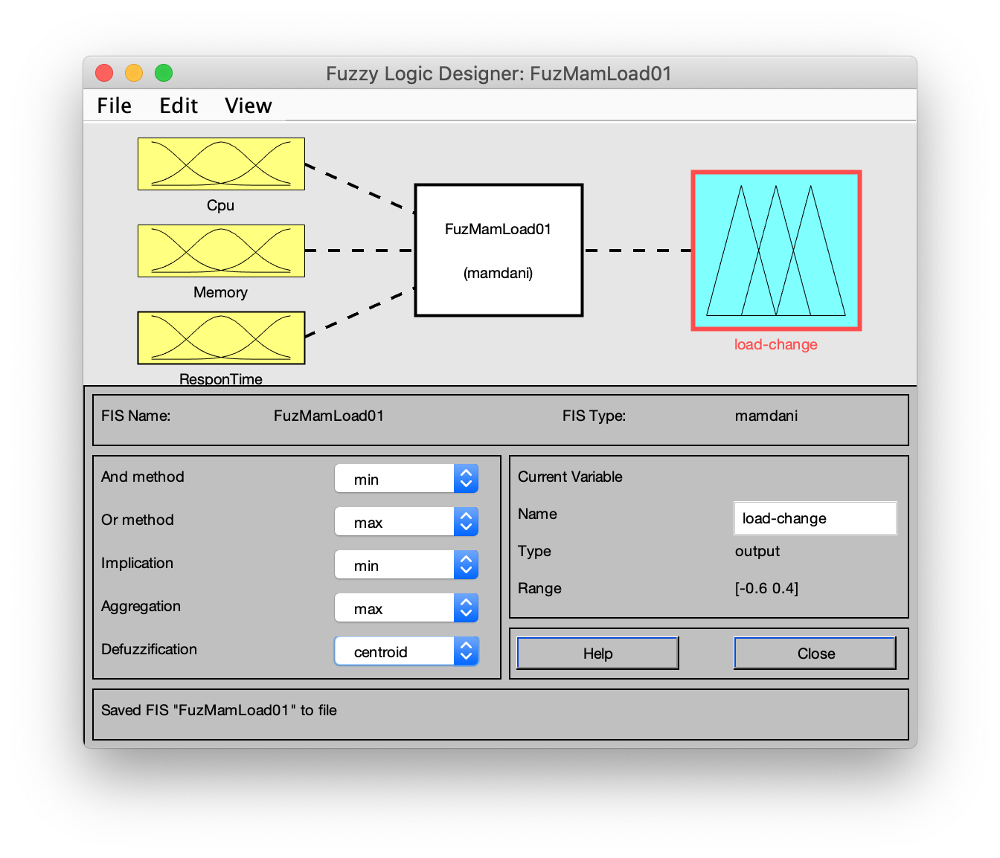 Fuzzy Logic Designer: FuzMamLoad01
File Edit View
Cpu
Memory
ResponTime
FuzMamLoad01
(mamdani)
load-change
FIS Name: FuzMamLoad01 FIS Type: mamdani
And method min
Or method max
Implication min
Aggregation max
Defuzzification centroid
Current Variable
Name load-change
Type output
Range [-0.6 0.4]
Help Close
Saved FIS "FuzMamLoad01" to file